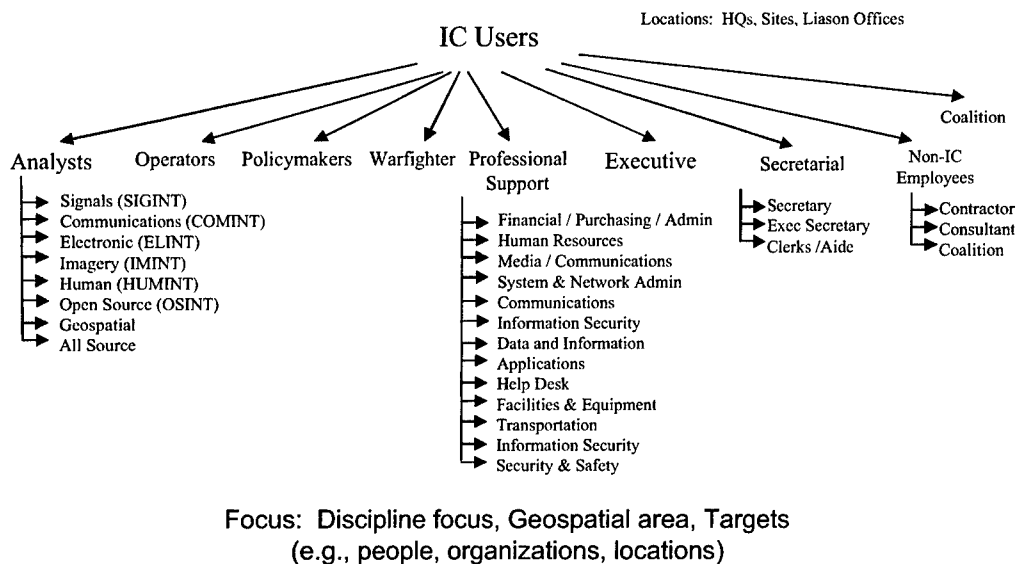 Locations: HQs, Sites, Liason Offices
IC Users
Coalition
Analysts
Operators
Policymakers
Warfighter
Professional
Support
Executive
Secretarial
Non-IC
Employees
Signals (SIGINT)
Communications (COMINT)
Electronic (ELINT)
Imagery (IMINT)
Human (HUMINT)
Open Source (OSINT)
Geospatial
All Source
Financial / Purchasing / Admin
Human Resources
Media / Communications
System & Network Admin
Communications
Information Security
Data and Information
Applications
Help Desk
Facilities & Equipment
Transportation
Information Security
Security & Safety
Secretary
Exec Secretary
Clerks /Aide
Contractor
Consultant
Coalition
Focus: Discipline focus, Geospatial area, Targets
(e.g., people, organizations, locations)